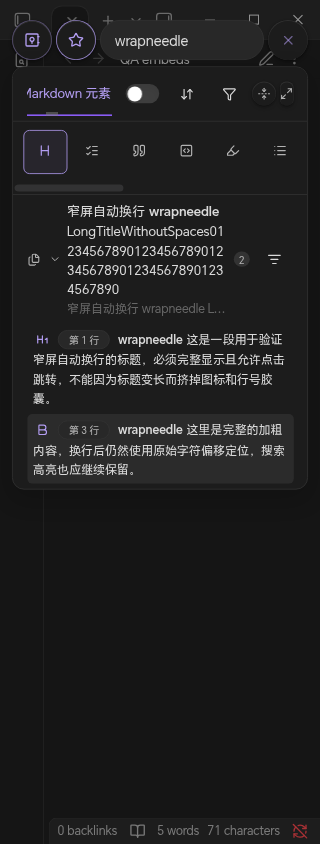 wrapneedle
QA embeds
Markdown 元素
窄屏自动换行 wrapneedle
LongTitleWithoutSpaces01
234567890123456789012
345678901234567890123
4567890
2
窄屏自动换行 wrapneedle L...
H1 第 1 行 wrapneedle 这是一段用于验证
窄屏自动换行的标题，必须完整显示且允许点击
跳转，不能因为标题变长而挤掉图标和行号胶
囊。
B 第 3 行 wrapneedle 这里是完整的加粗
内容，换行后仍然使用原始字符偏移定位，搜索
高亮也应继续保留。
0 backlinks 5 words 71 characters